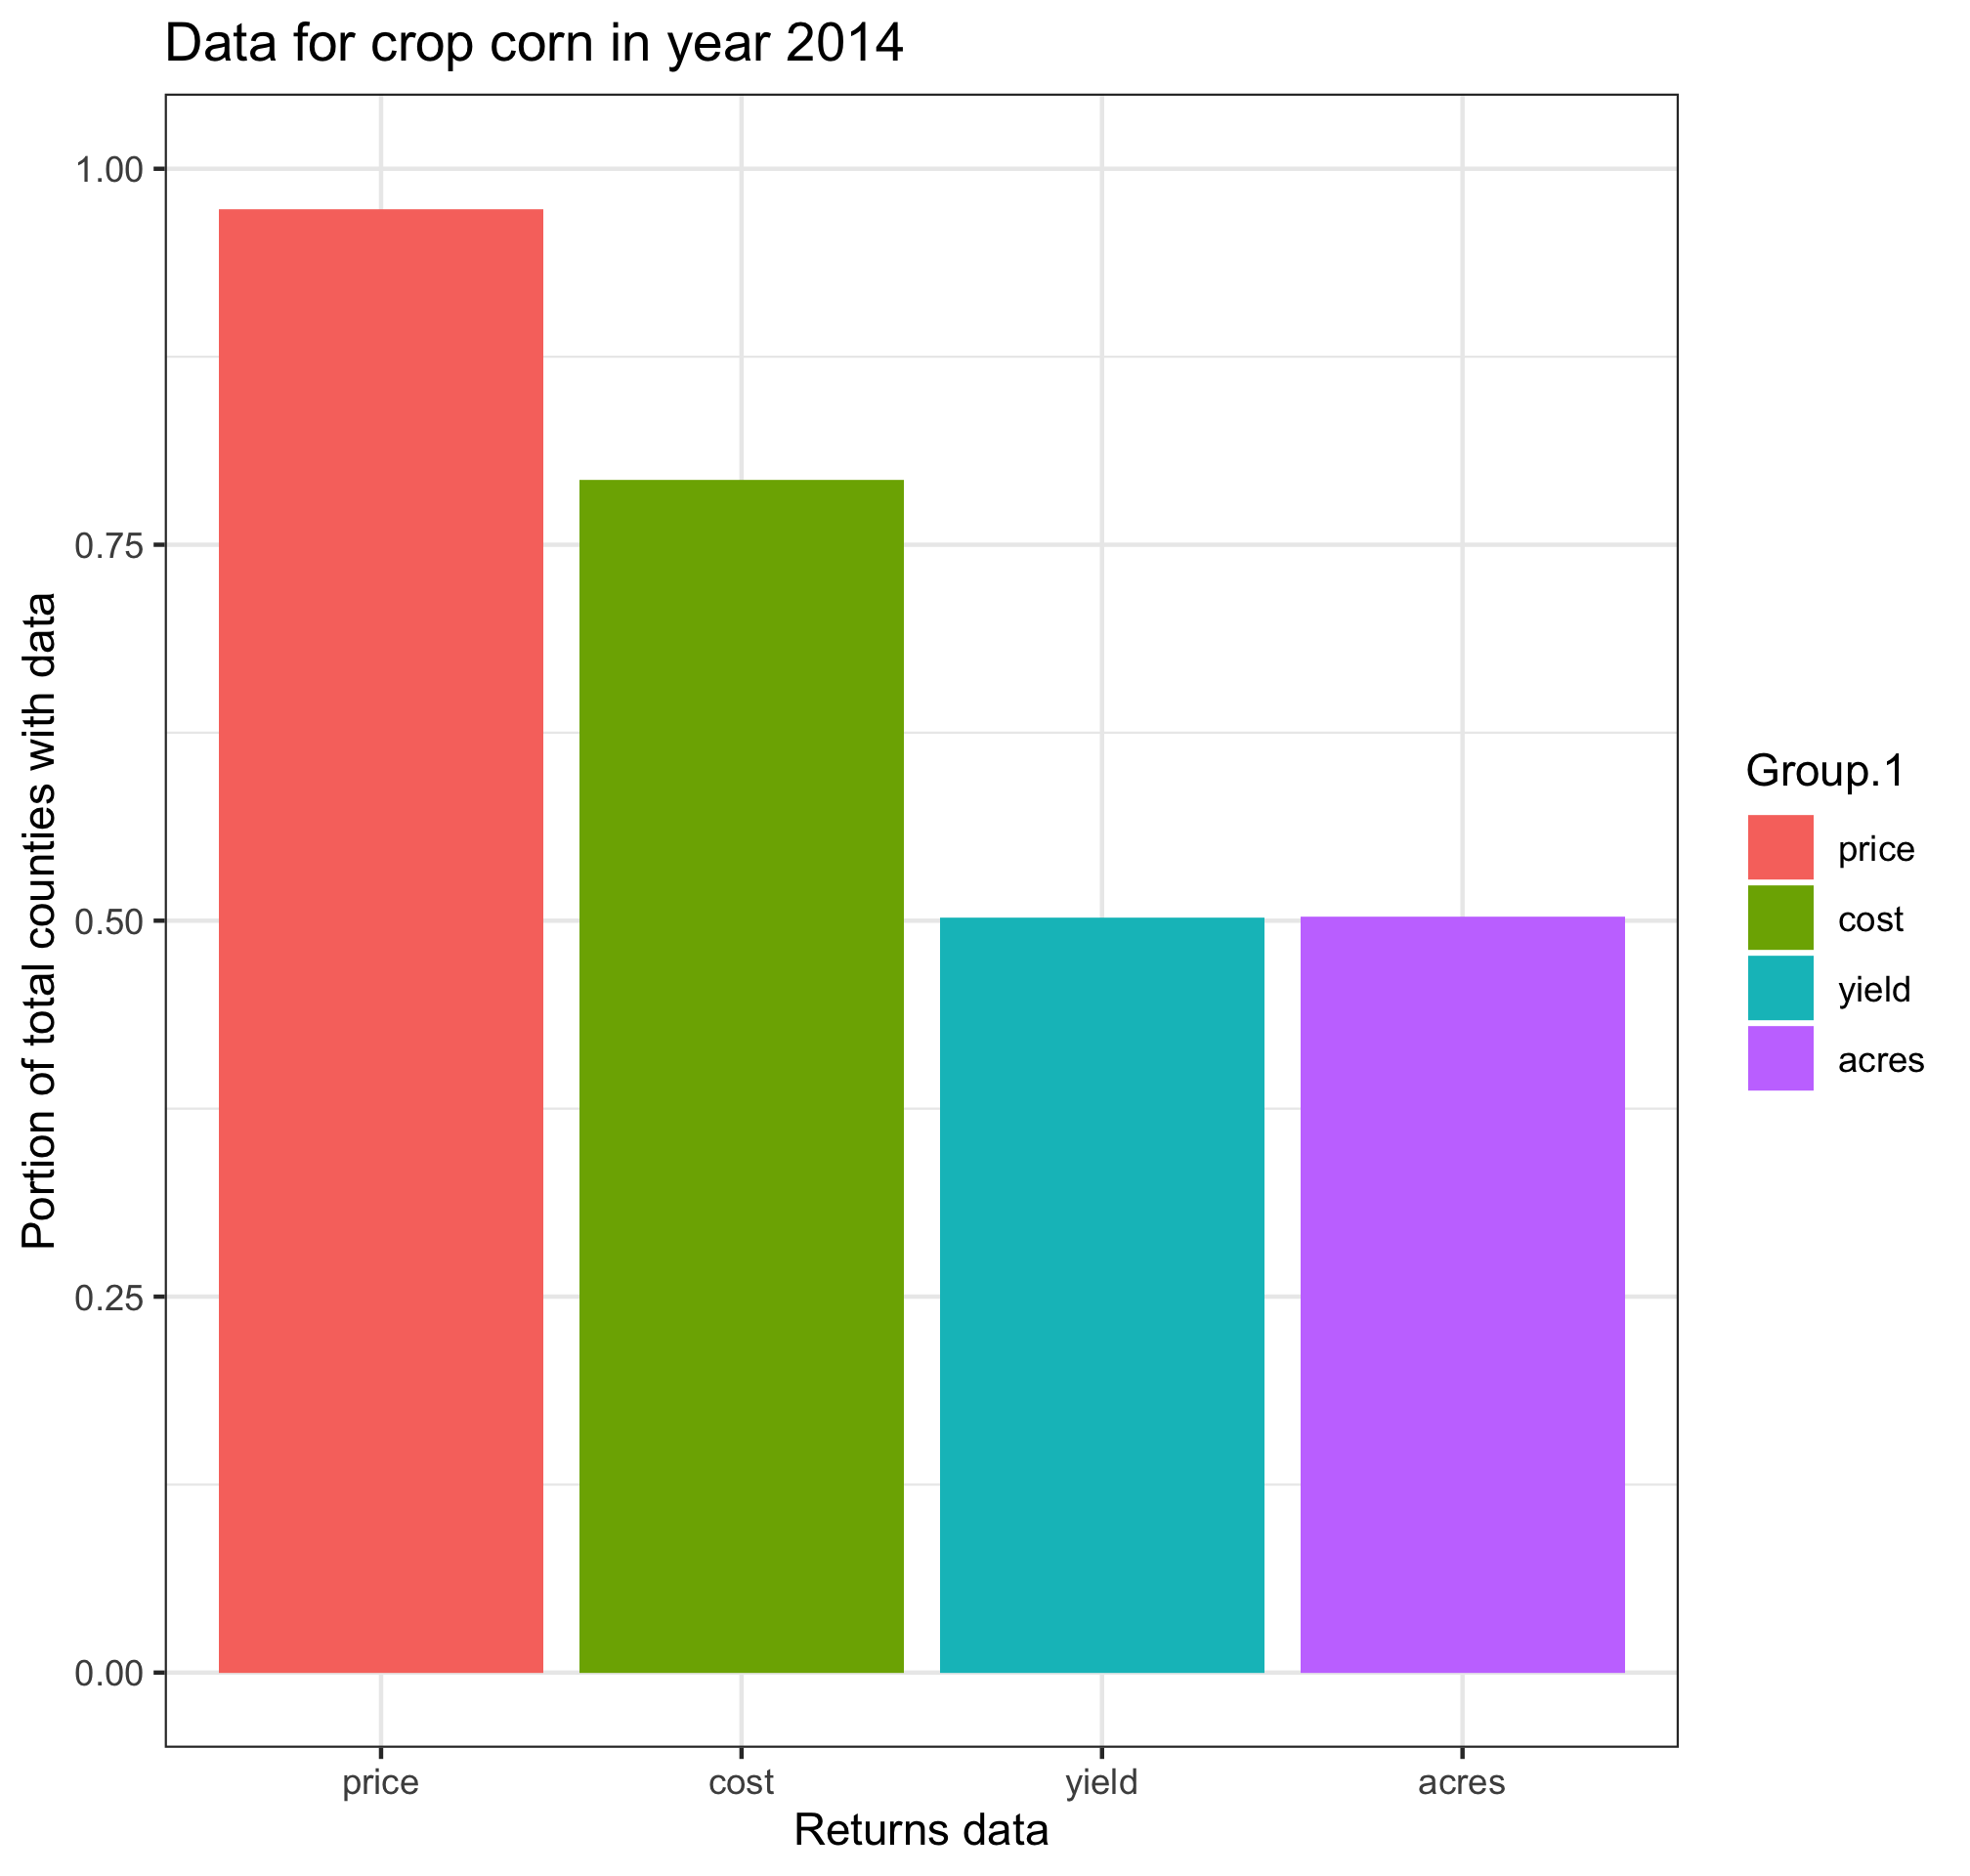 Data for crop corn in year 2014
Portion of total counties with data
1.00
0.75
0.50
0.25
0.00
price
cost
yield
acres
Returns data
Group.1
price
cost
yield
acres